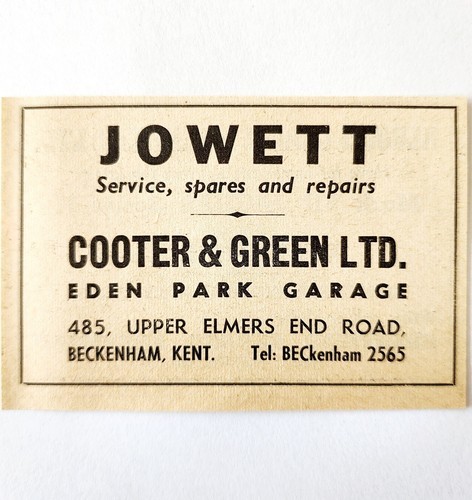 JOWETT
Service, spares and repairs
COOTER & GREEN LTD.
EDEN PARK GARAGE
485, UPPER ELMERS END ROAD,
BECKENHAM, KENT. Tel: BECkenham 2565